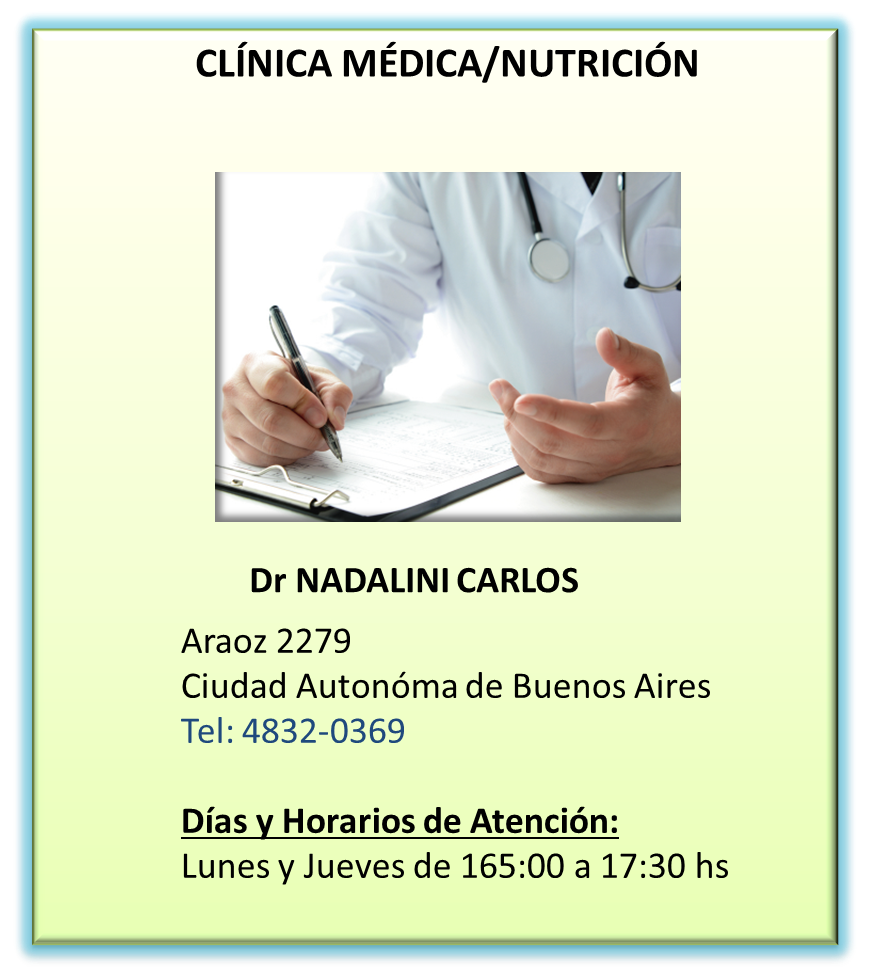 CLÍNICA MÉDICA/NUTRICIÓN
Dr NADALINI CARLOS
Araoz 2279
Ciudad Autonóma de Buenos Aires
Tel: 4832-0369
Días y Horarios de Atención:
Lunes y Jueves de 165:00 a 17:30 hs